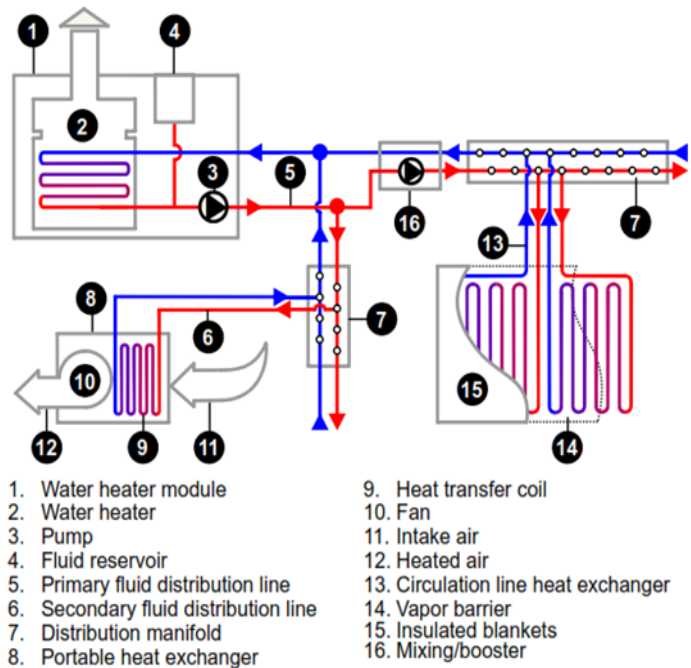 1
4
2
3
5
16
7
13
8
7
6
10
15
12
9
11
14
1. Water heater module
2. Water heater
3. Pump
4. Fluid reservoir
5. Primary fluid distribution line
6. Secondary fluid distribution line
7. Distribution manifold
8. Portable heat exchanger
9. Heat transfer coil
10. Fan
11. Intake air
12. Heated air
13. Circulation line heat exchanger
14. Vapor barrier
15. Insulated blankets
16. Mixing/booster